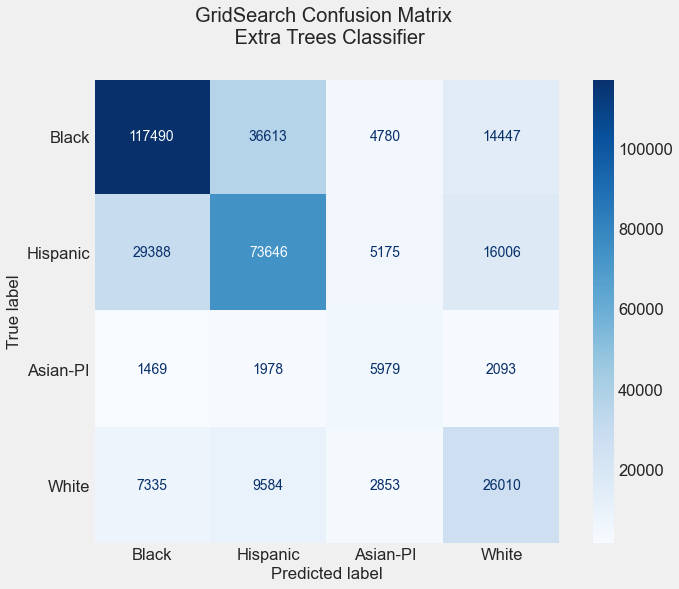 GridSearch Confusion Matrix
Extra Trees Classifier
Black 117490 36613 4780 14447
Hispanic 29388 73646 5175 16006
Asian-PI 1469 1978 5979 2093
White 7335 9584 2853 26010
Black Hispanic Asian-PI White
Predicted label
True label
100000
80000
60000
40000
20000